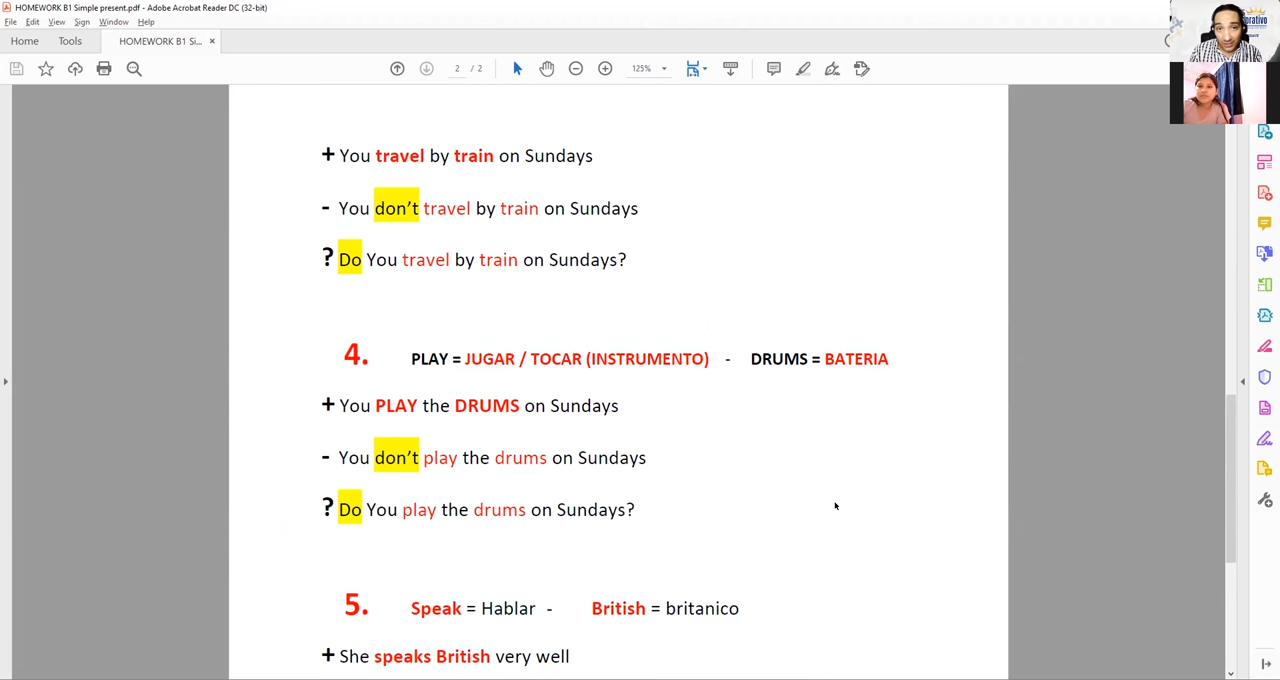 HOMEWORK B1 Simple present.pdf - Adobe Acrobat Reader DC (32-bit)
File Edit View Sign Window Help
Home Tools HOMEWORK B1 Si... ×
2 / 2 125%
+ You travel by train on Sundays
- You don't travel by train on Sundays
? Do You travel by train on Sundays?
4. PLAY = JUGAR / TOCAR (INSTRUMENTO) - DRUMS = BATERIA
+ You PLAY the DRUMS on Sundays
- You don't play the drums on Sundays
? Do You play the drums on Sundays?
5. Speak = Hablar - British = britanico
+ She speaks British very well